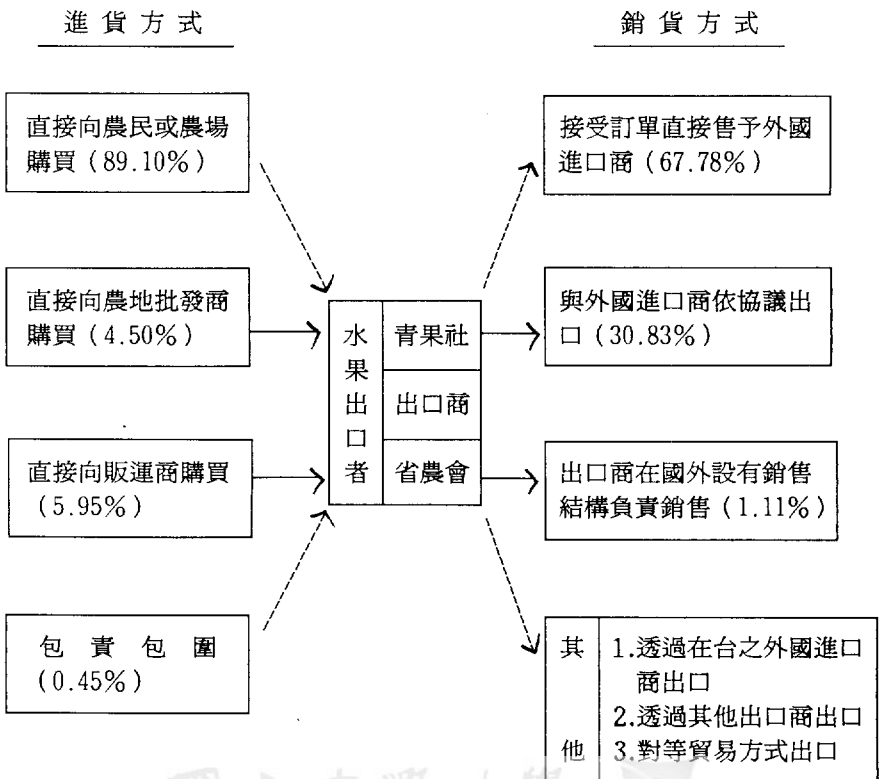 進貨方式
銷貨方式
直接向農民或農場
購買（89.10%）
直接向農地批發商
購買（4.50%）
直接向販運商購買
（5.95%）
包責包圍
（0.45%）
水果出口者
青果社
出口商
省農會
接受訂單直接售予外國
進口商（67.78%）
與外國進口商依協議出
口（30.83%）
出口商在國外設有銷售
結構負責銷售（1.11%）
其他
1.透過在台之外國進口
商出口
2.透過其他出口商出口
3.對等貿易方式出口